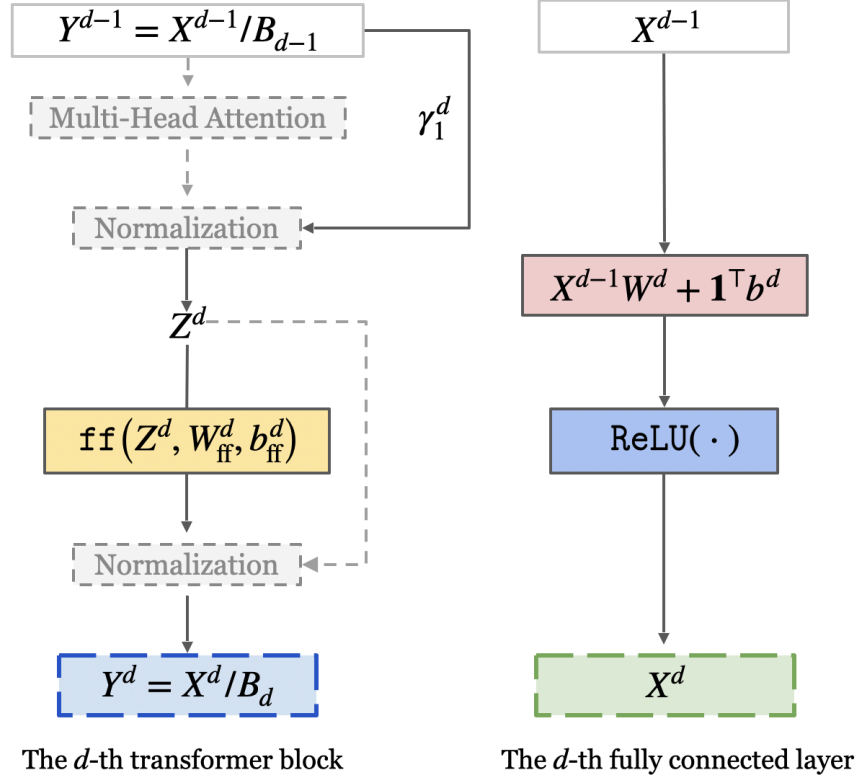 Y^{d−1} = X^{d−1}/B_{d−1}
Multi-Head Attention
γ_1^d
Normalization
Z^d
ff(Z^d, W_ff^d, b_ff^d)
Normalization
Y^d = X^d/B_d
The d-th transformer block
X^{d−1}
X^{d−1}W^d + 1^⊤b^d
ReLU( · )
X^d
The d-th fully connected layer